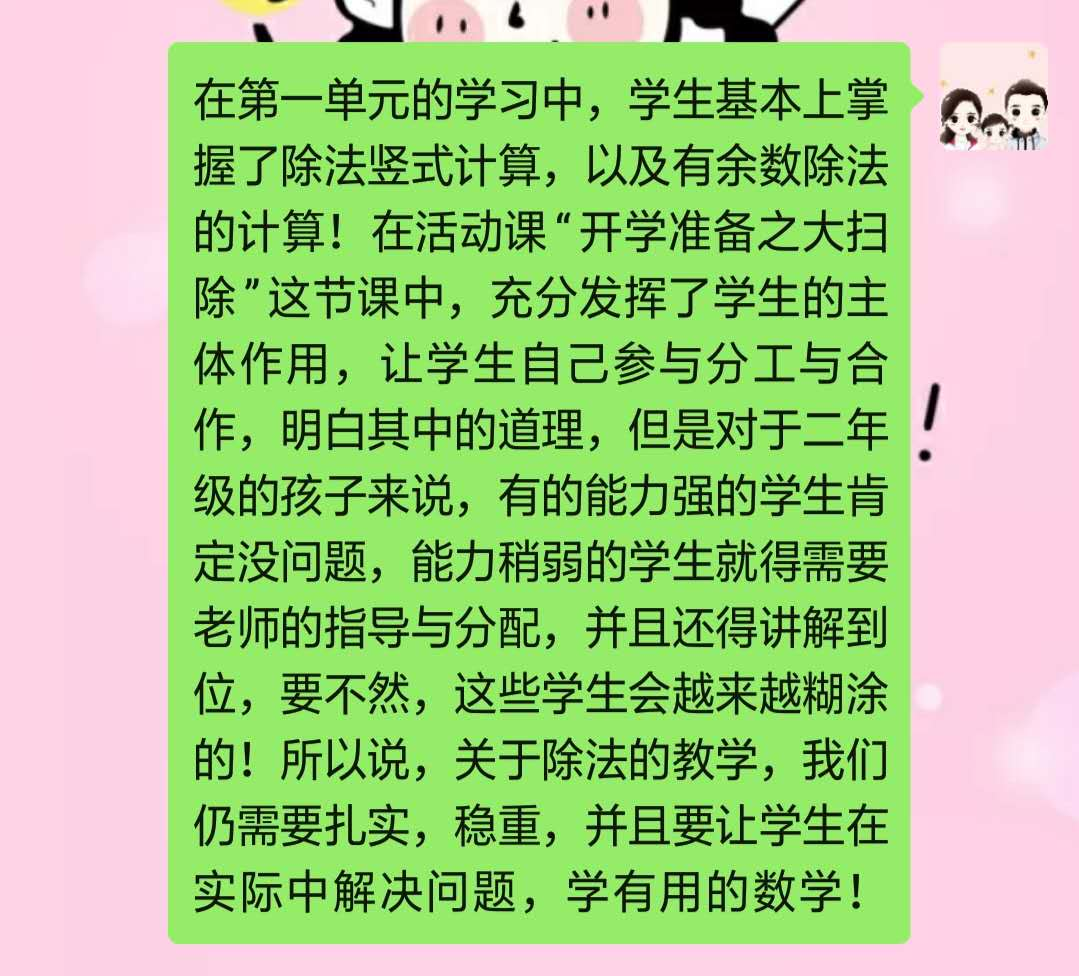 在第一单元的学习中，学生基本上掌
握了除法竖式计算，以及有余数除法
的计算！在活动课“开学准备之大扫
除”这节课中，充分发挥了学生的主
体作用，让学生自己参与分工与合
作，明白其中的道理，但是对于二年
级的孩子来说，有的能力强的学生肯
定没问题，能力稍弱的学生就得需要
老师的指导与分配，并且还得讲解到
位，要不然，这些学生会越来越糊涂
的！所以说，关于除法的教学，我们
仍需要扎实，稳重，并且要让学生在
实际中解决问题，学有用的数学！